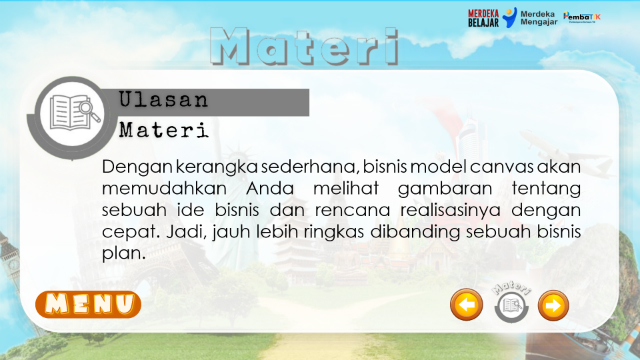 MERDEKA
BELAJAR
Merdeka
Mengajar
PembaTIK
Materi
Ulasan
Materi
Dengan kerangka sederhana, bisnis model canvas akan
memudahkan Anda melihat gambaran tentang
sebuah ide bisnis dan rencana realisasinya dengan
cepat. Jadi, jauh lebih ringkas dibanding sebuah bisnis
plan.
MENU
Materi